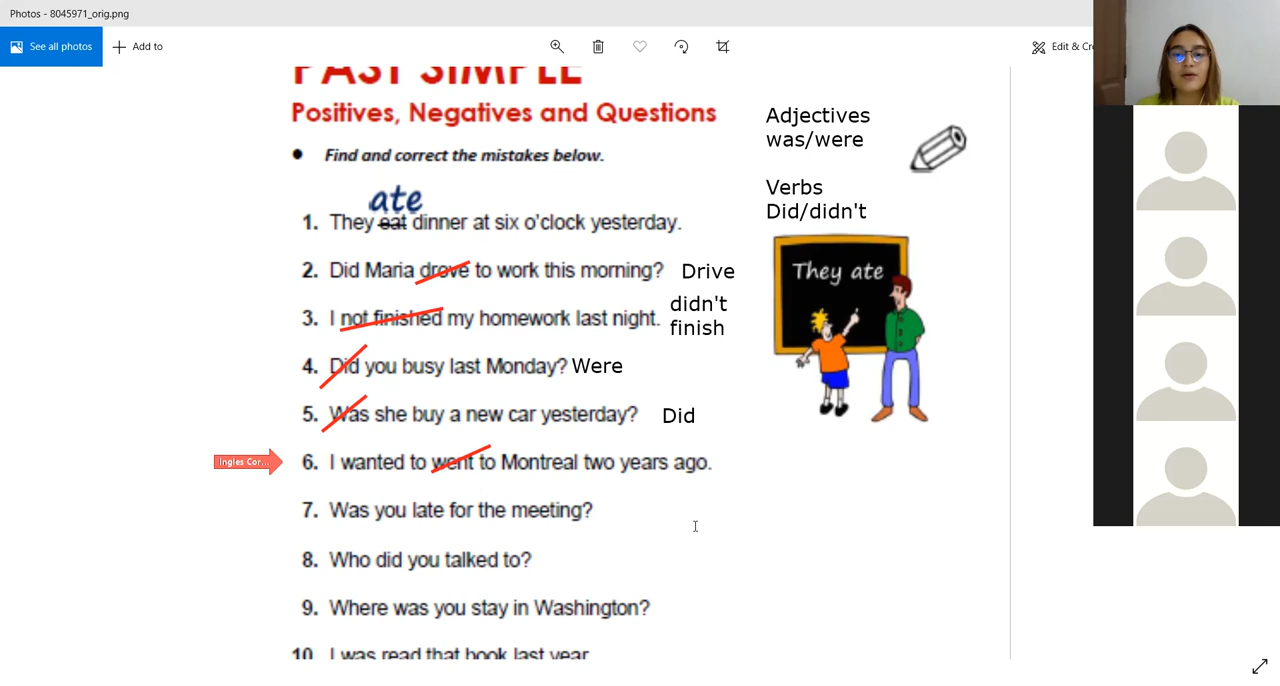 Photos - 8045971_orig.png
See all photos
Add to
Edit & Cr
PAST SIMPLE
Positives, Negatives and Questions
Find and correct the mistakes below.
ate
1. They eat dinner at six o'clock yesterday.
2. Did Maria drove to work this morning? Drive
3. I not finished my homework last night. didn't
finish
4. Did you busy last Monday? Were
5. Was she buy a new car yesterday? Did
Ingles Cor...
6. I wanted to went to Montreal two years ago.
7. Was you late for the meeting?
8. Who did you talked to?
9. Where was you stay in Washington?
10. I was read that book last year
Adjectives
was/were
Verbs
Did/didn't
They ate